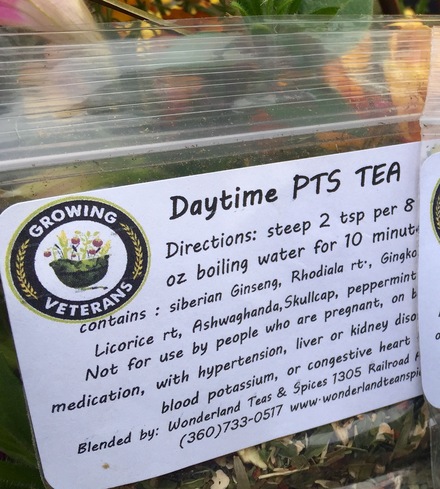 GROWING
VETERANS
Daytime PTS TEA
Directions: steep 2 tsp per 8
oz boiling water for 10
contains : siberian Ginseng, Rhodiala rt., Gingko
Licorice rt, Ashwaghanda, Skullcap, peppermint
Not for use by people who are pregnant, on
medication, with hypertension, liver or kidney
blood potassium, or congestive heart
Blended by: Wonderland Teas & Spices 1305 Railroad
(360)733-0517